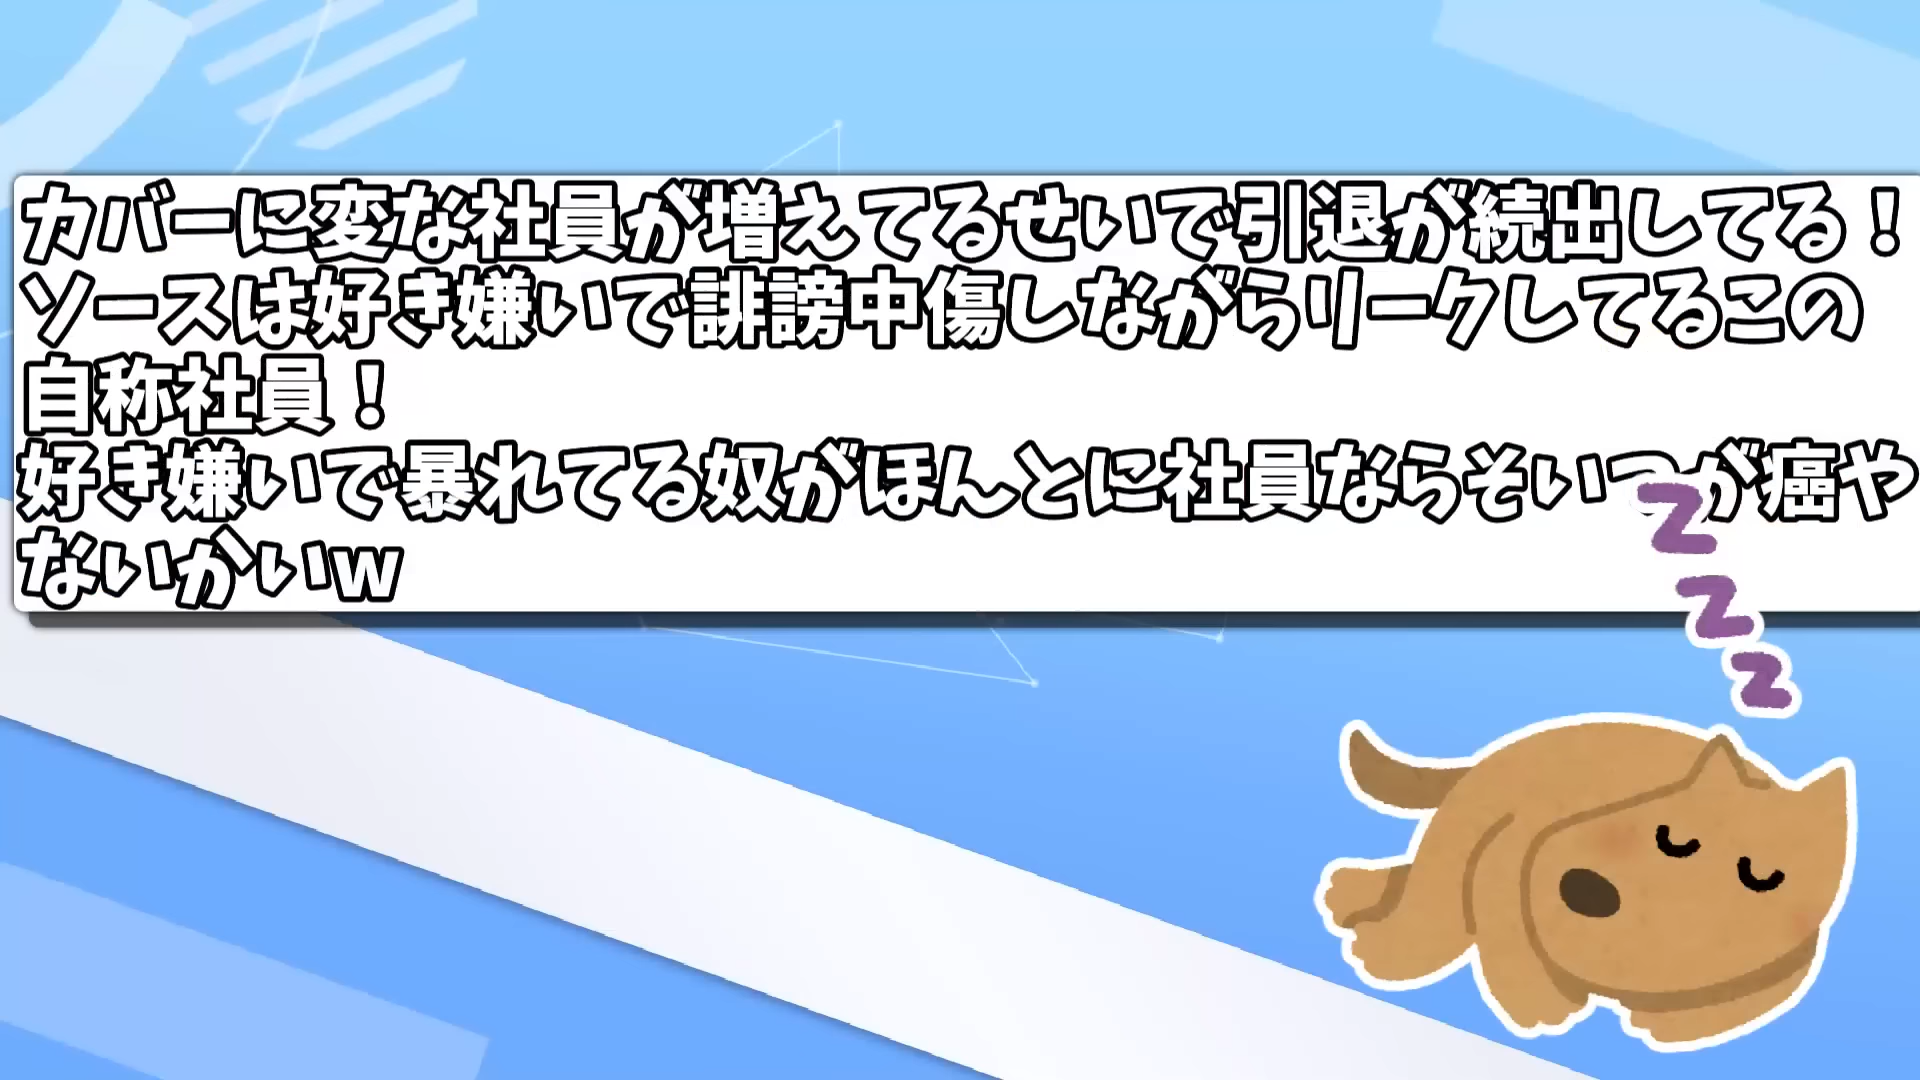 カバーに変な社員が増えてるせいで引退が続出してる！
ソースは好き嫌いで誹謗中傷しながらリークしてるこの
自称社員！
好き嫌いで暴れてる奴がほんとに社員ならそいつが癌や
ないかいw
z
z
z